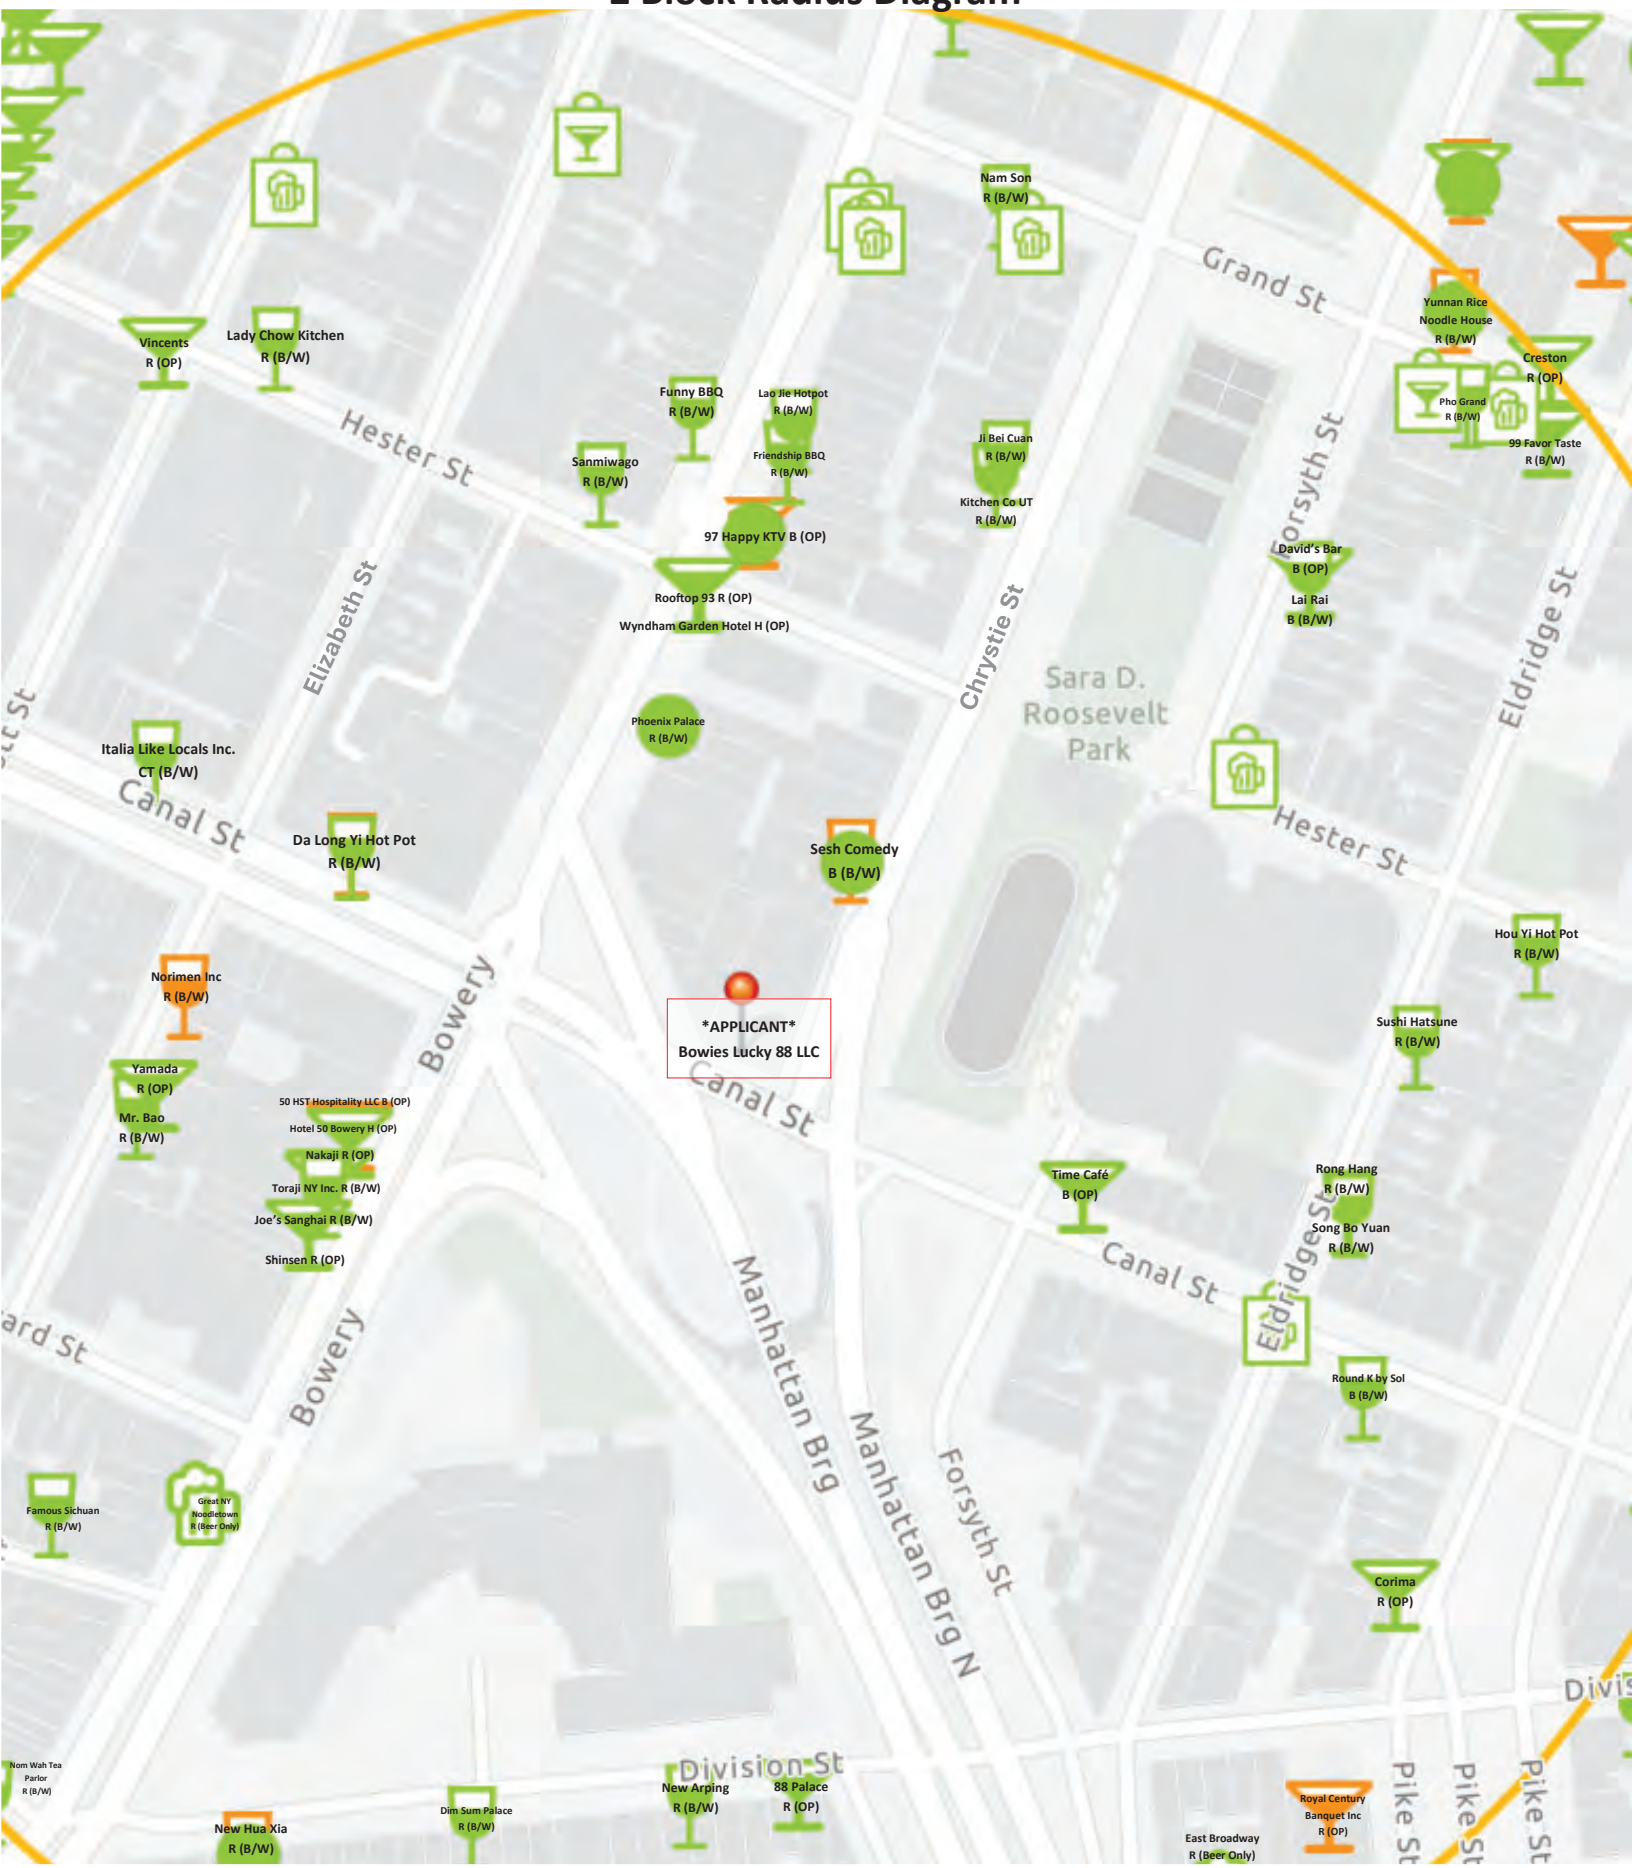 2 Block Radius Diagram
Nam Son
R (B/W)
Grand St
Yunnan Rice
Noodle House
R (B/W)
Vincents
R (OP)
Lady Chow Kitchen
R (B/W)
Creston
R (OP)
Funny BBQ
R (B/W)
Lao Jie Hotpot
R (B/W)
Pho Grand
R (B/W)
Hester St
Sanmiwago
R (B/W)
Friendship BBQ
R (B/W)
Ji Bei Cuan
R (B/W)
99 Favor Taste
R (B/W)
Forsyth St
Kitchen Co UT
R (B/W)
97 Happy KTV B (OP)
David's Bar
B (OP)
Lai Rai
B (B/W)
Rooftop 93 R (OP)
Wyndham Garden Hotel H (OP)
Elizabeth St
Chrystie St
Eldridge St
Sara D.
Roosevelt
Park
Phoenix Palace
R (B/W)
Italia Like Locals Inc.
CT (B/W)
Canal St
Da Long Yi Hot Pot
R (B/W)
Sesh Comedy
B (B/W)
Hester St
Hou Yi Hot Pot
R (B/W)
Norimen Inc
R (B/W)
Bowery
*APPLICANT*
Bowies Lucky 88 LLC
Sushi Hatsune
R (B/W)
Canal St
Yamada
R (OP)
Mr. Bao
R (B/W)
50 HST Hospitality LLC B (OP)
Hotel 50 Bowery H (OP)
Nakaji R (OP)
Toraji NY Inc. R (B/W)
Joe's Sanghai R (B/W)
Shinsen R (OP)
Time Café
B (OP)
Rong Hang
R (B/W)
Song Bo Yuan
R (B/W)
Eldridge St
Canal St
Manhattan Brg
ard St
Bowery
Round K by Sol
B (B/W)
Manhattan Brg N
Forsyth St
Famous Sichuan
R (B/W)
Great NY
Noodletown
R (Beer Only)
Corima
R (OP)
Divis
Division St
Nom Wah Tea
Parlor
R (B/W)
New Arping
R (B/W)
88 Palace
R (OP)
Dim Sum Palace
R (B/W)
New Hua Xia
R (B/W)
Royal Century
Banquet Inc
R (OP)
Pike St
Pike St
Pike St
East Broadway
R (Beer Only)